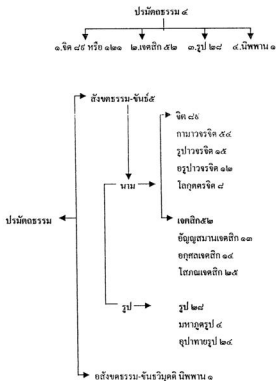 ปรมัตถธรรม ๔
๑.จิต ๘๙ หรือ ๑๒๑ ๒.เจตสิก ๕๒ ๓.รูป ๒๘ ๔.นิพพาน ๑
สังขตธรรม-ขันธ์๕
จิต ๘๙
กามาวจรจิต ๕๔
รูปาวจรจิต ๑๕
อรูปาวจรจิต ๑๒
นาม
โลกุตตรจิต ๘
ปรมัตถธรรม
เจตสิก๕๒
อัญญสมานเจตสิก ๑๓
อกุศลเจตสิก ๑๔
โสภณเจตสิก ๒๕
รูป
รูป ๒๘
มหาภูตรูป ๔
อุปาทายรูป ๒๔
อสังขตธรรม-ขันธวิมุตติ นิพพาน ๑